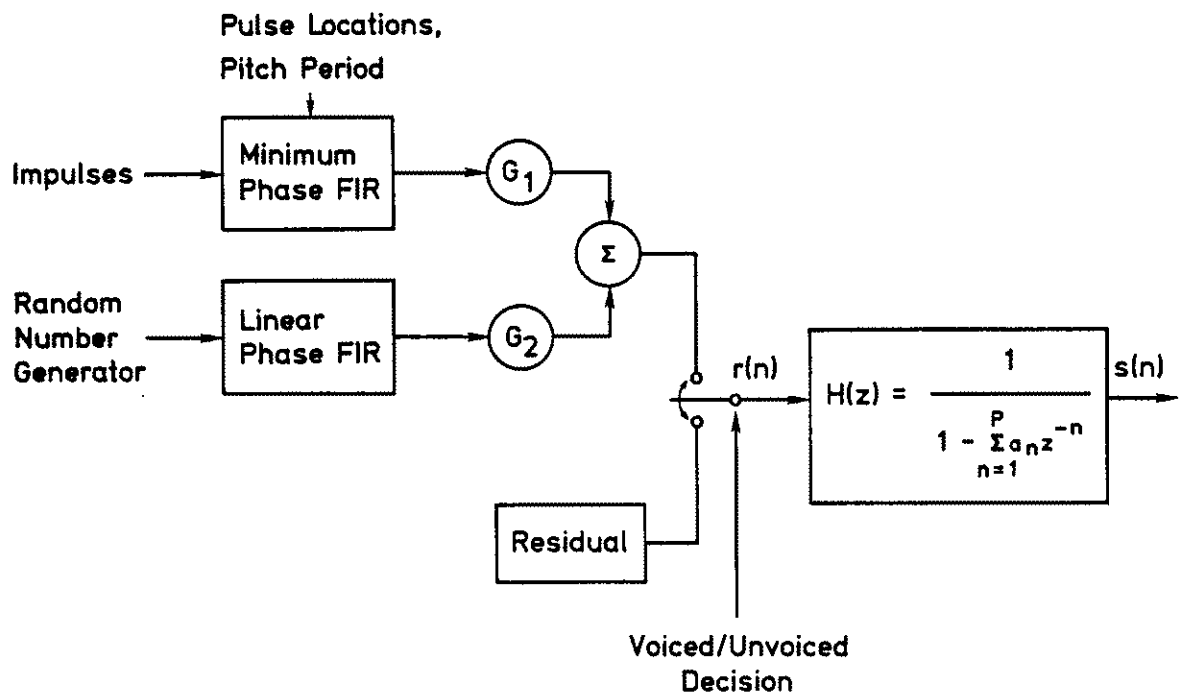 Pulse Locations,
Pitch Period
Impulses
Minimum
Phase FIR
G1
Σ
Random
Number
Generator
Linear
Phase FIR
G2
r(n)
H(z) =
1
1 - Σ anz-n
P
n=1
s(n)
Residual
Voiced/Unvoiced
Decision